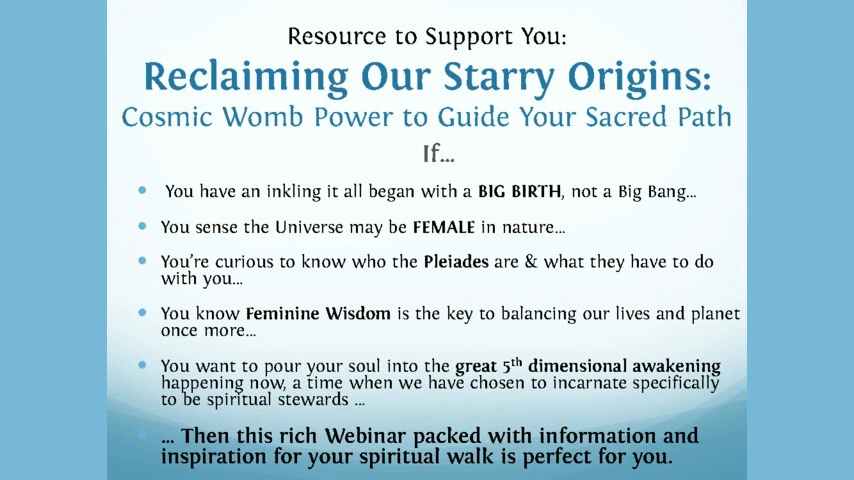 Resource to Support You:
Reclaiming Our Starry Origins:
Cosmic Womb Power to Guide Your Sacred Path
If...
• You have an inkling it all began with a BIG BIRTH, not a Big Bang...
• You sense the Universe may be FEMALE in nature...
• You're curious to know who the Pleiades are & what they have to do
with you...
• You know Feminine Wisdom is the key to balancing our lives and planet
once more...
• You want to pour your soul into the great 5th dimensional awakening
happening now, a time when we have chosen to incarnate specifically
to be spiritual stewards ...
• ... Then this rich Webinar packed with information and
inspiration for your spiritual walk is perfect for you.